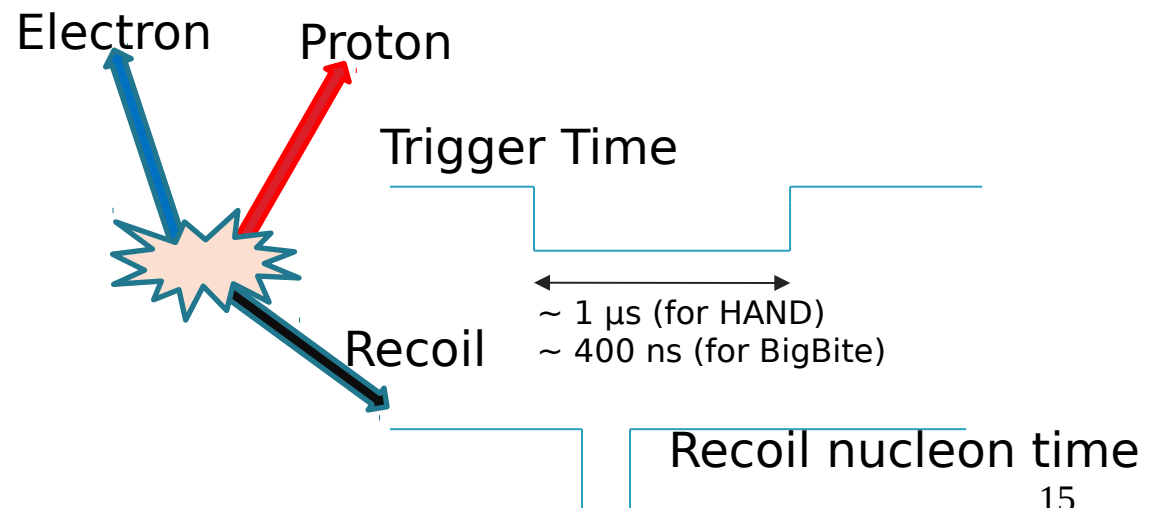 Electron
Proton
Trigger Time
~ 1 μs (for HAND)
~ 400 ns (for BigBite)
Recoil
Recoil nucleon time
15